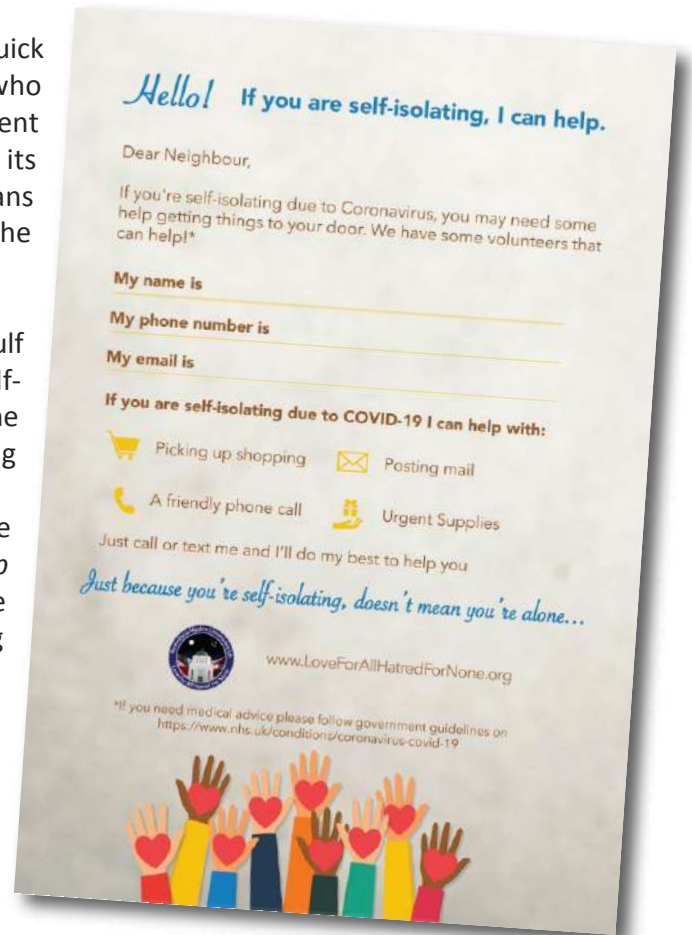 uick
who
ent
its
ans
he
ulf
lf-
ne
g
e
p
e
g
Hello! If you are self-isolating, I can help.
Dear Neighbour,
If you're self-isolating due to Coronavirus, you may need some
help getting things to your door. We have some volunteers that
can help!*
My name is
My phone number is
My email is
If you are self-isolating due to COVID-19 I can help with:
Picking up shopping Posting mail
A friendly phone call Urgent Supplies
Just call or text me and I'll do my best to help you
Just because you're self-isolating, doesn't mean you're alone...
www.LoveForAllHatredForNone.org
*If you need medical advice please follow government guidelines on
https://www.nhs.uk/conditions/coronavirus-covid-19